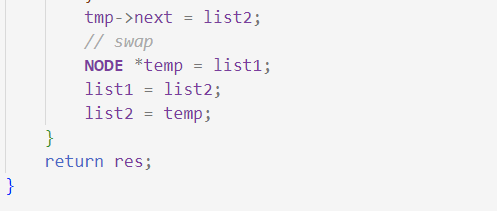 tmp->next = list2;
// swap
NODE *temp = list1;
list1 = list2;
list2 = temp;
}
return res;
}